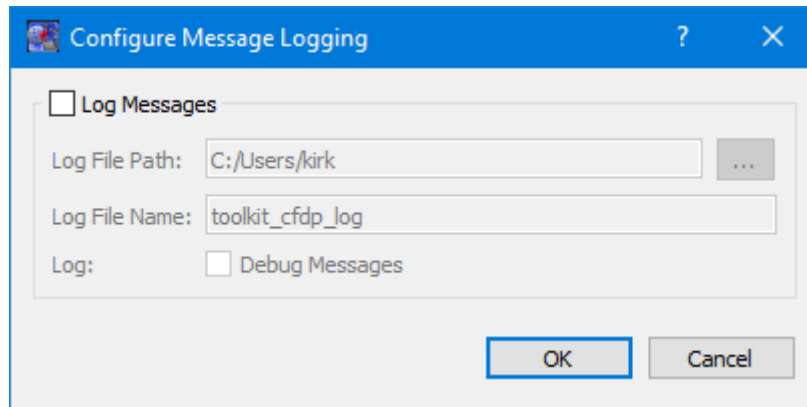 Configure Message Logging ?
Log Messages
Log File Path: C:/Users/kirk ...
Log File Name: toolkit_cfdp_log
Log: Debug Messages
OK Cancel